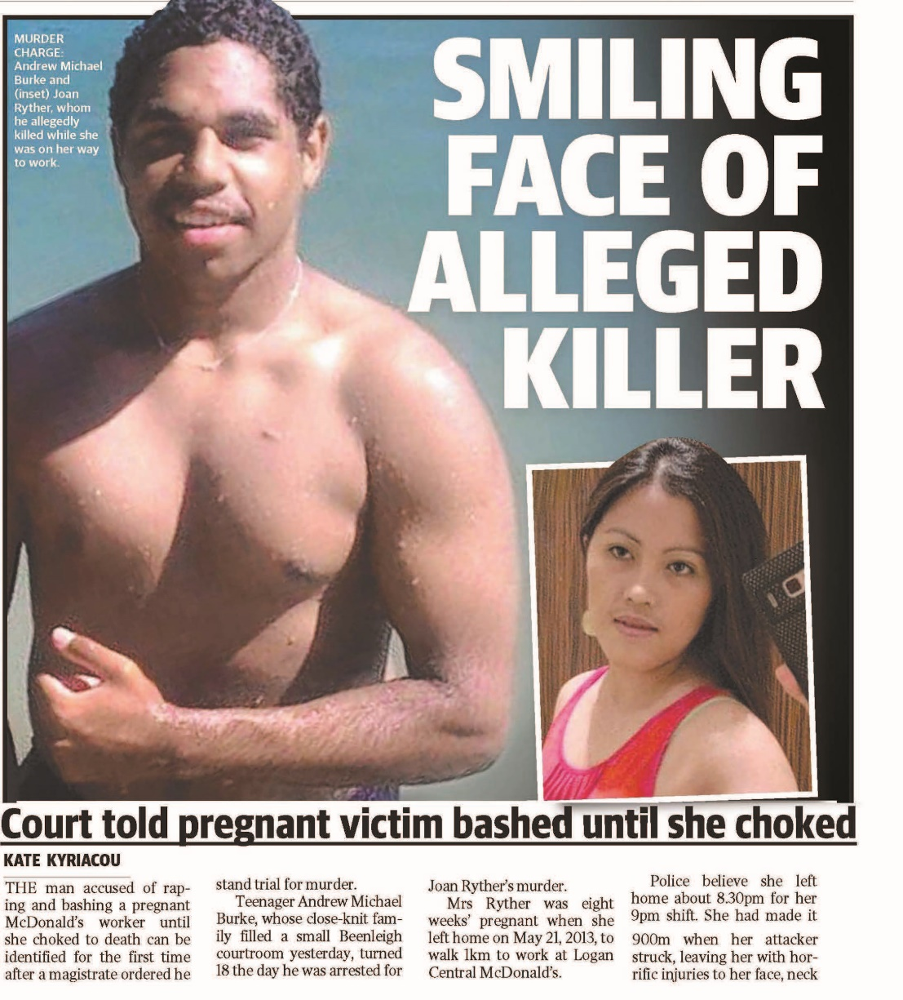 MURDER
CHARGE:
Andrew Michael
Burke and
(inset) Joan
Ryther, whom
he allegedly
killed while she
was on her way
to work.
SMILING
FACE OF
ALLEGED
KILLER
Court told pregnant victim bashed until she choked
KATE KYRIACOU
THE man accused of rap-
ing and bashing a pregnant
McDonald's worker until
she choked to death can be
identified for the first time
after a magistrate ordered he
stand trial for murder.
Teenager Andrew Michael
Burke, whose close-knit fam-
ily filled a small Beenleigh
courtroom yesterday, turned
18 the day he was arrested for
Joan Ryther's murder.
Mrs Ryther was eight
weeks' pregnant when she
left home on May 21, 2013, to
walk 1km to work at Logan
Central McDonald's.
Police believe she left
home about 8.30pm for her
9pm shift. She had made it
900m when her attacker
struck, leaving her with hor-
rific injuries to her face, neck